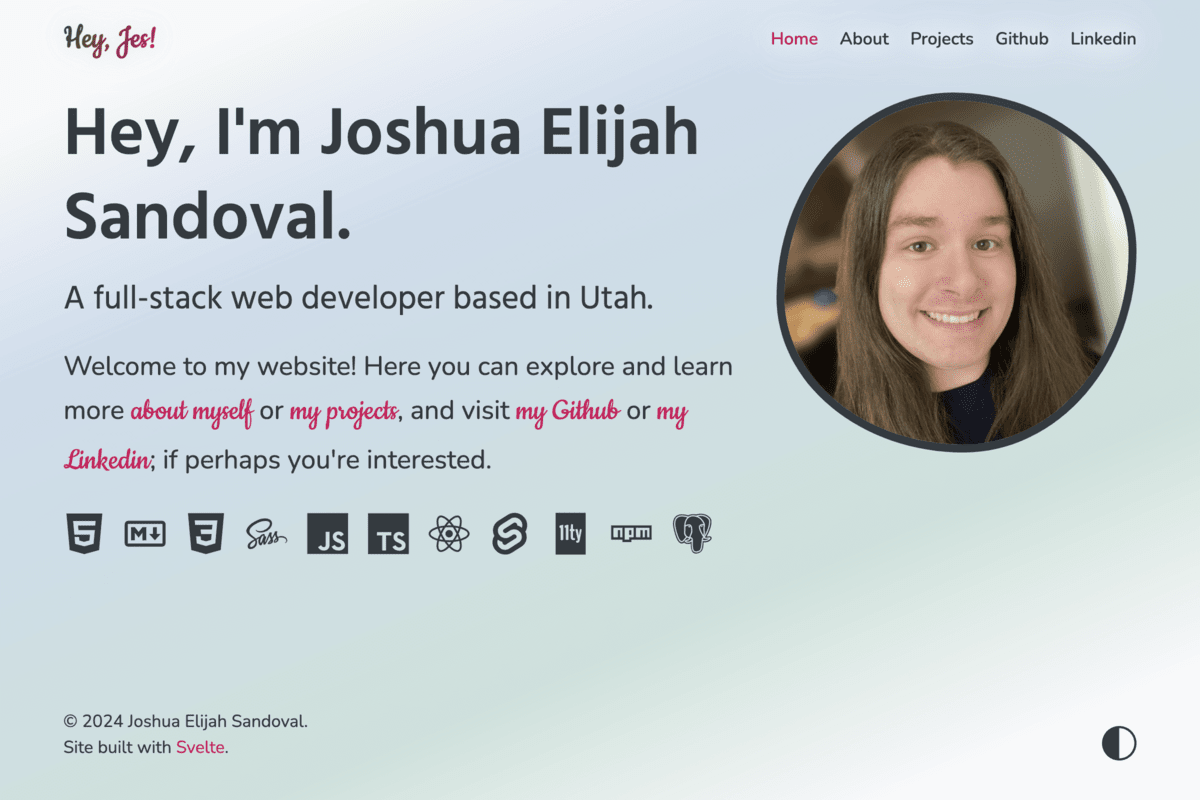 Hey, Jes!
Home About Projects Github Linkedin
Hey, I'm Joshua Elijah
Sandoval.
A full-stack web developer based in Utah.
Welcome to my website! Here you can explore and learn
more about myself or my projects, and visit my Github or my
Linkedin; if perhaps you're interested.
5 M 3 Sass JS TS 11ty npm
© 2024 Joshua Elijah Sandoval.
Site built with Svelte.